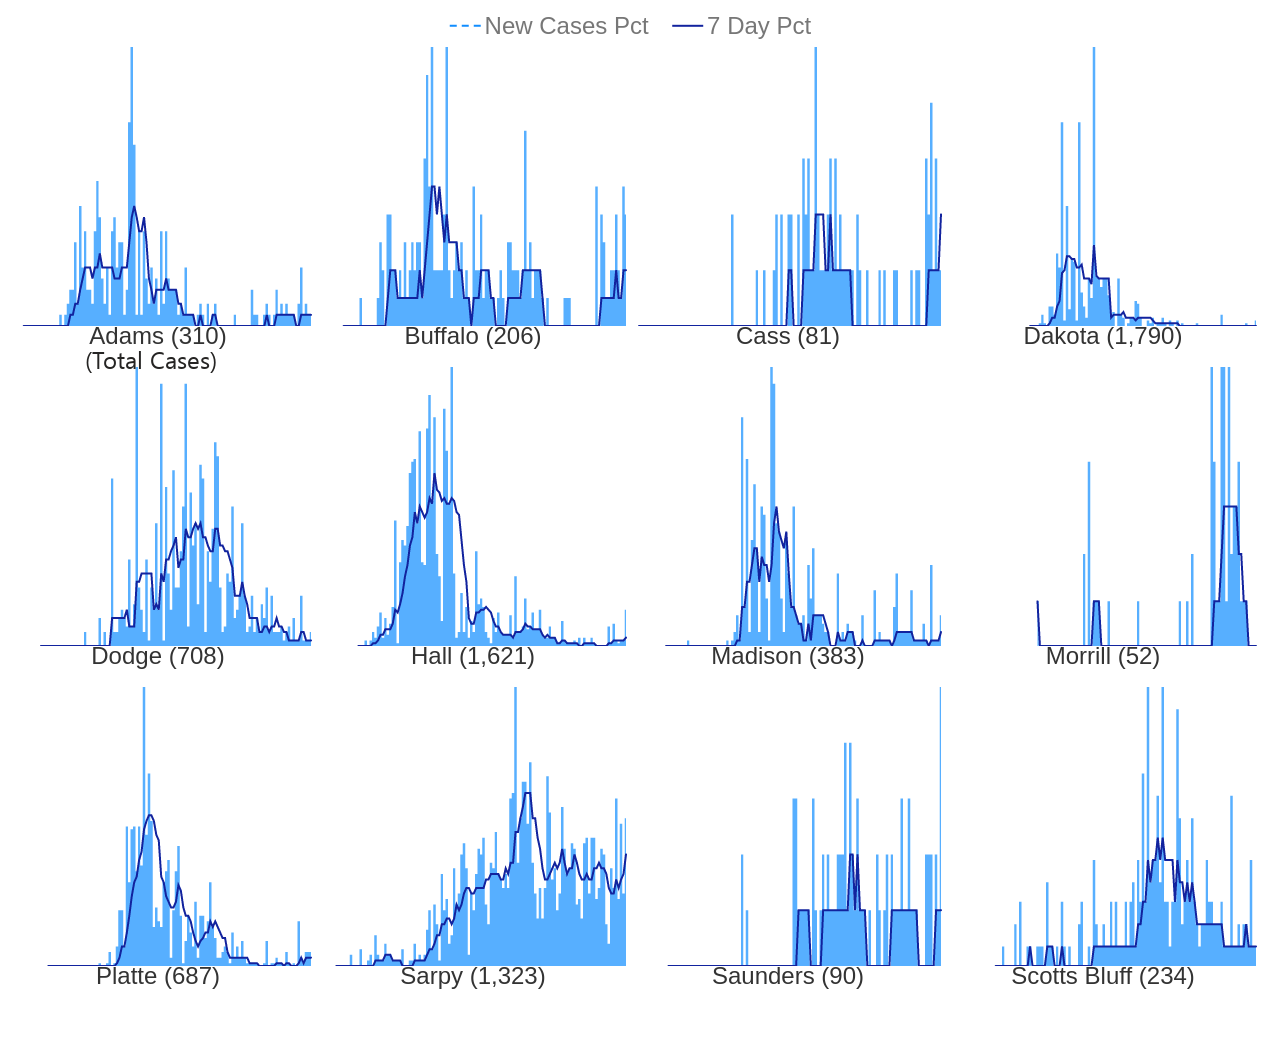 New Cases Pct 7 Day Pct
Adams (310) Buffalo (206) Cass (81) Dakota (1,790)
(Total Cases)
Dodge (708) Hall (1,621) Madison (383) Morrill (52)
Platte (687) Sarpy (1,323) Saunders (90) Scotts Bluff (234)